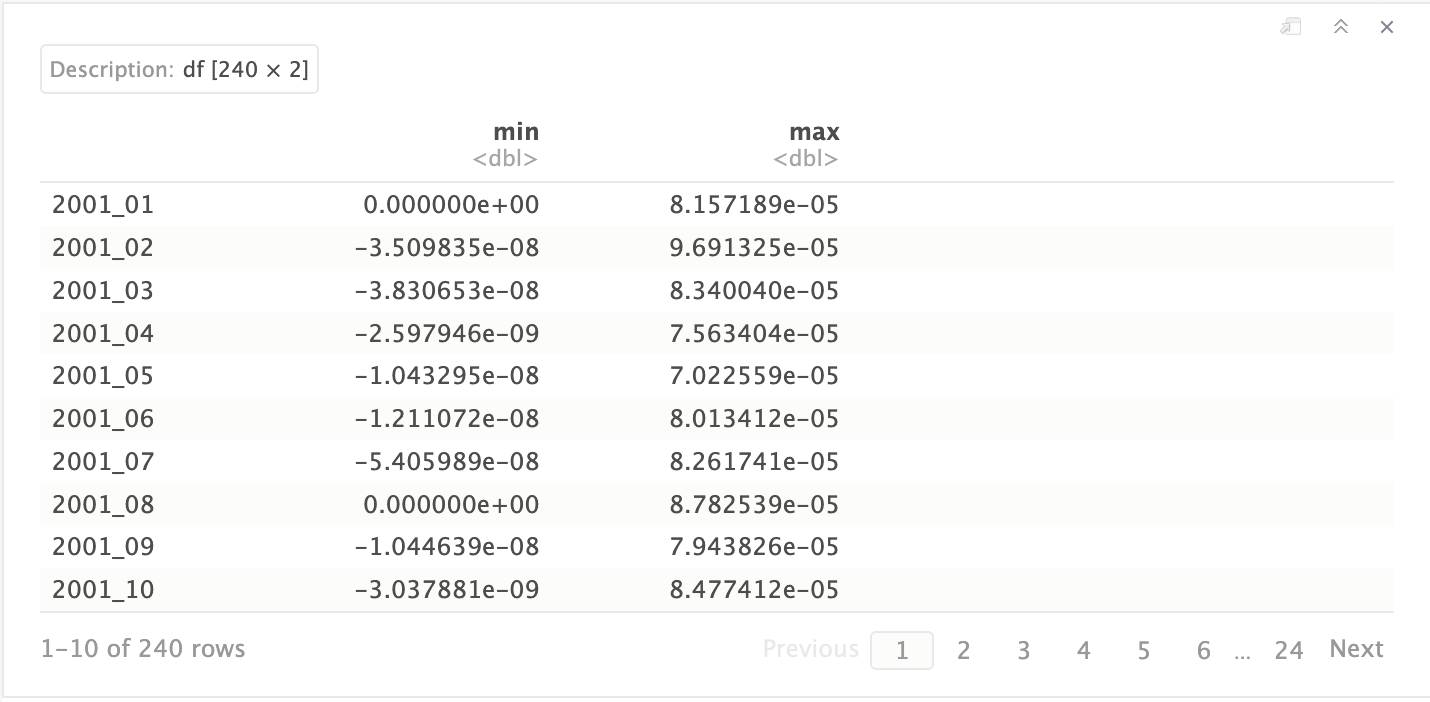 Description: df [240 × 2]
min max
<dbl> <dbl>
2001_01 0.000000e+00 8.157189e-05
2001_02 -3.509835e-08 9.691325e-05
2001_03 -3.830653e-08 8.340040e-05
2001_04 -2.597946e-09 7.563404e-05
2001_05 -1.043295e-08 7.022559e-05
2001_06 -1.211072e-08 8.013412e-05
2001_07 -5.405989e-08 8.261741e-05
2001_08 0.000000e+00 8.782539e-05
2001_09 -1.044639e-08 7.943826e-05
2001_10 -3.037881e-09 8.477412e-05
1-10 of 240 rows Previous 1 2 3 4 5 6 ... 24 Next